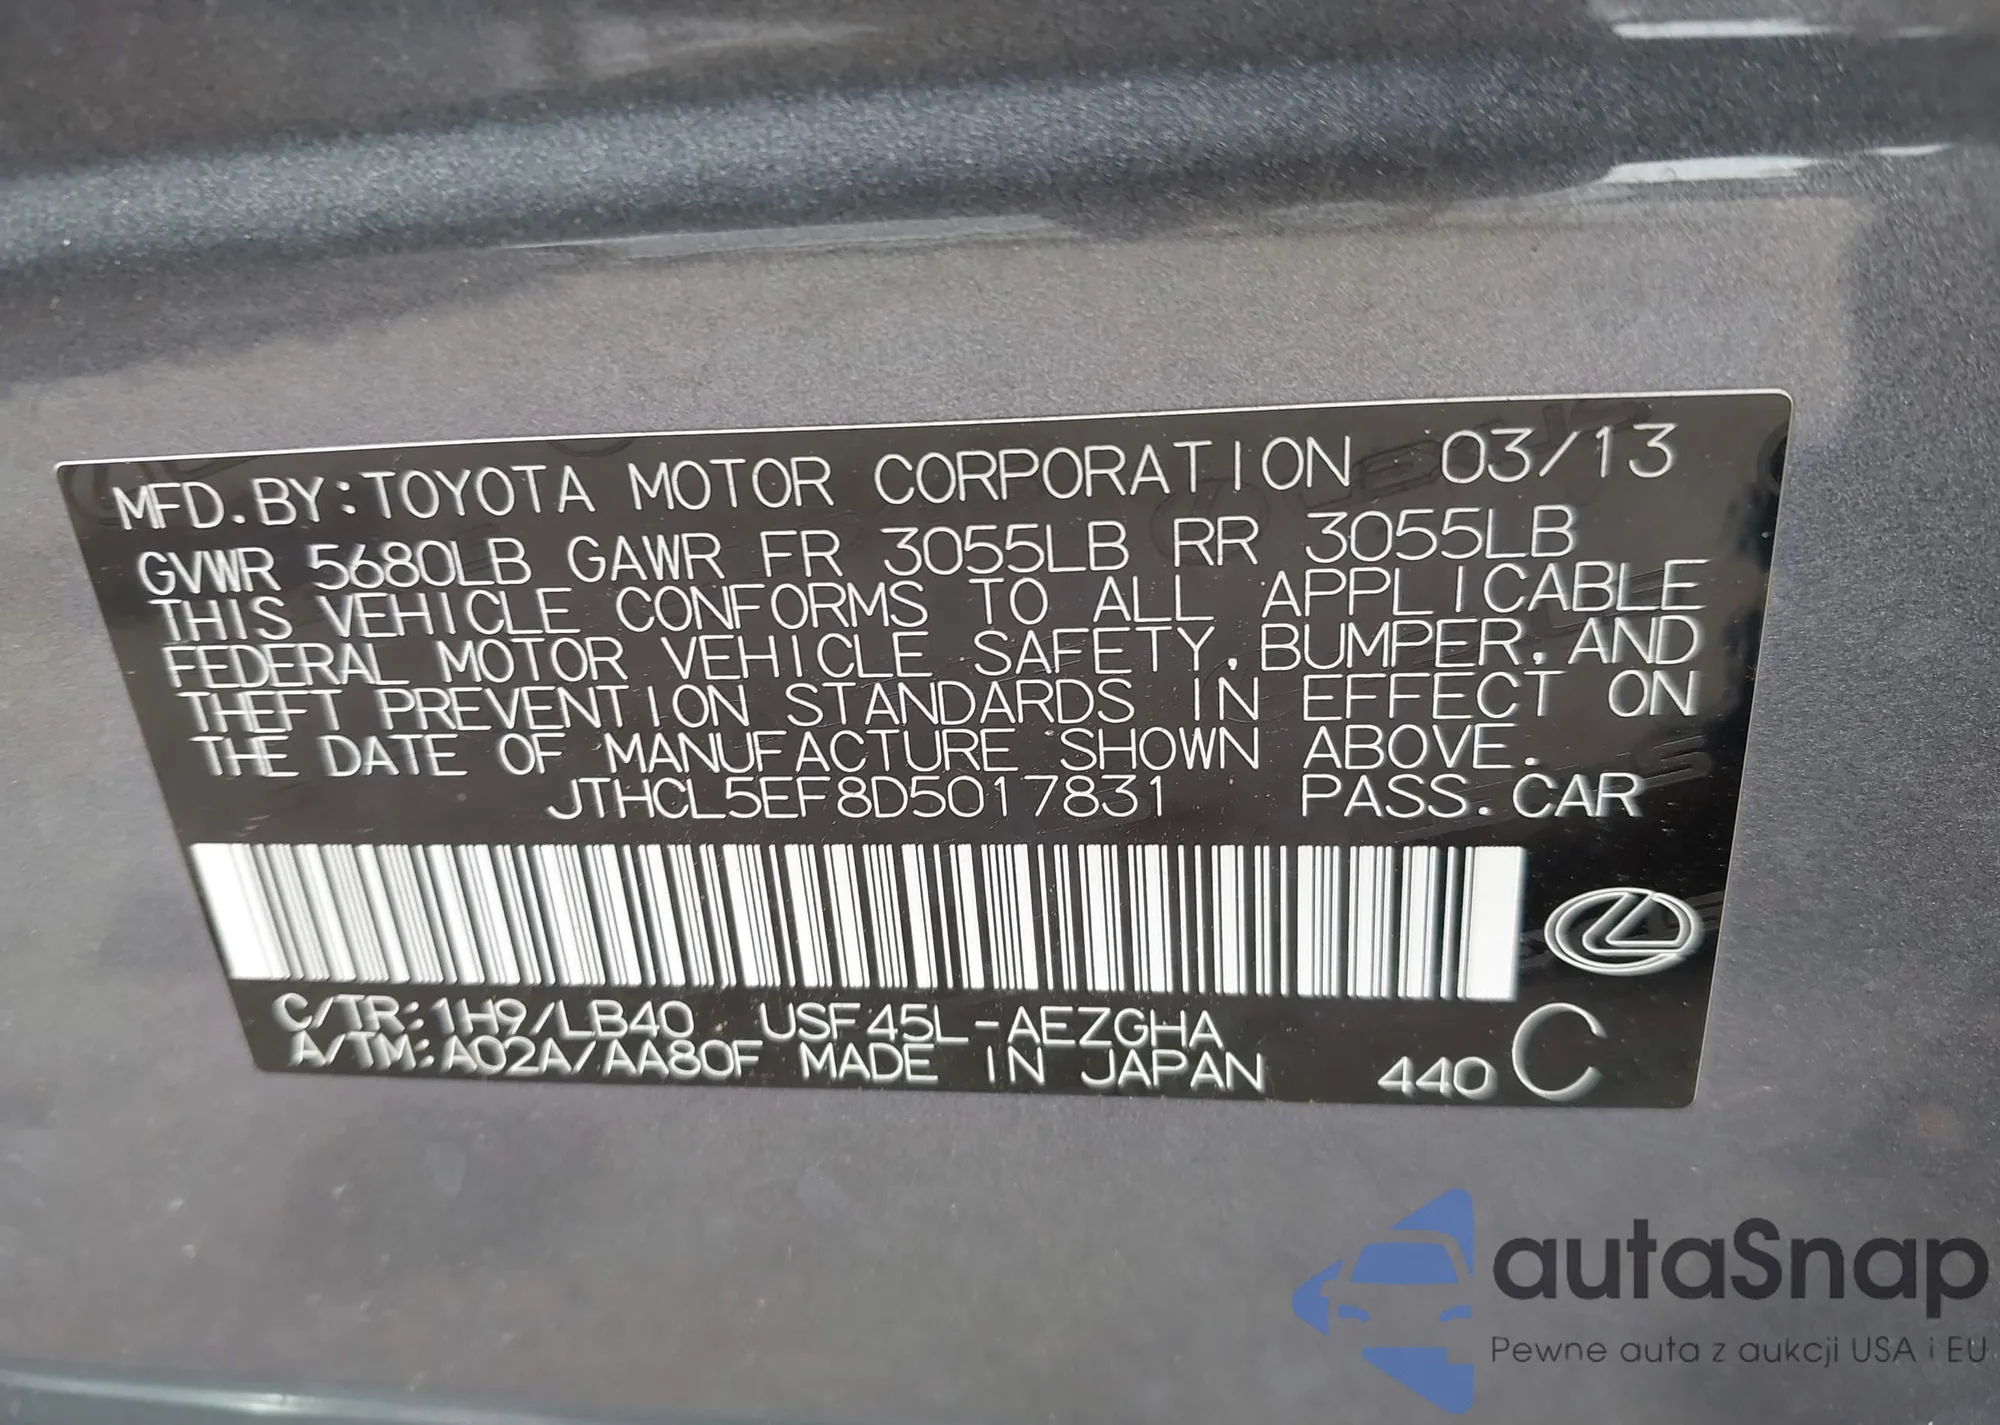 MFD.BY:TOYOTA MOTOR CORPORATION 03/13
GVWR 5680LB GAWR FR 3055LB RR 3055LB
THIS VEHICLE CONFORMS TO ALL APPLICABLE
FEDERAL MOTOR VEHICLE SAFETY, BUMPER, AND
THEFT PREVENTION STANDARDS IN EFFECT ON
THE DATE OF MANUFACTURE SHOWN ABOVE.
JTHCL5EF8D5017831 PASS.CAR
C/TR:1H9/LB40 USF45L-AEZGHA
A/TM:A02A/AA80F MADE IN JAPAN 440 C
autaSnap
Pewne auta z aukcji USA i EU